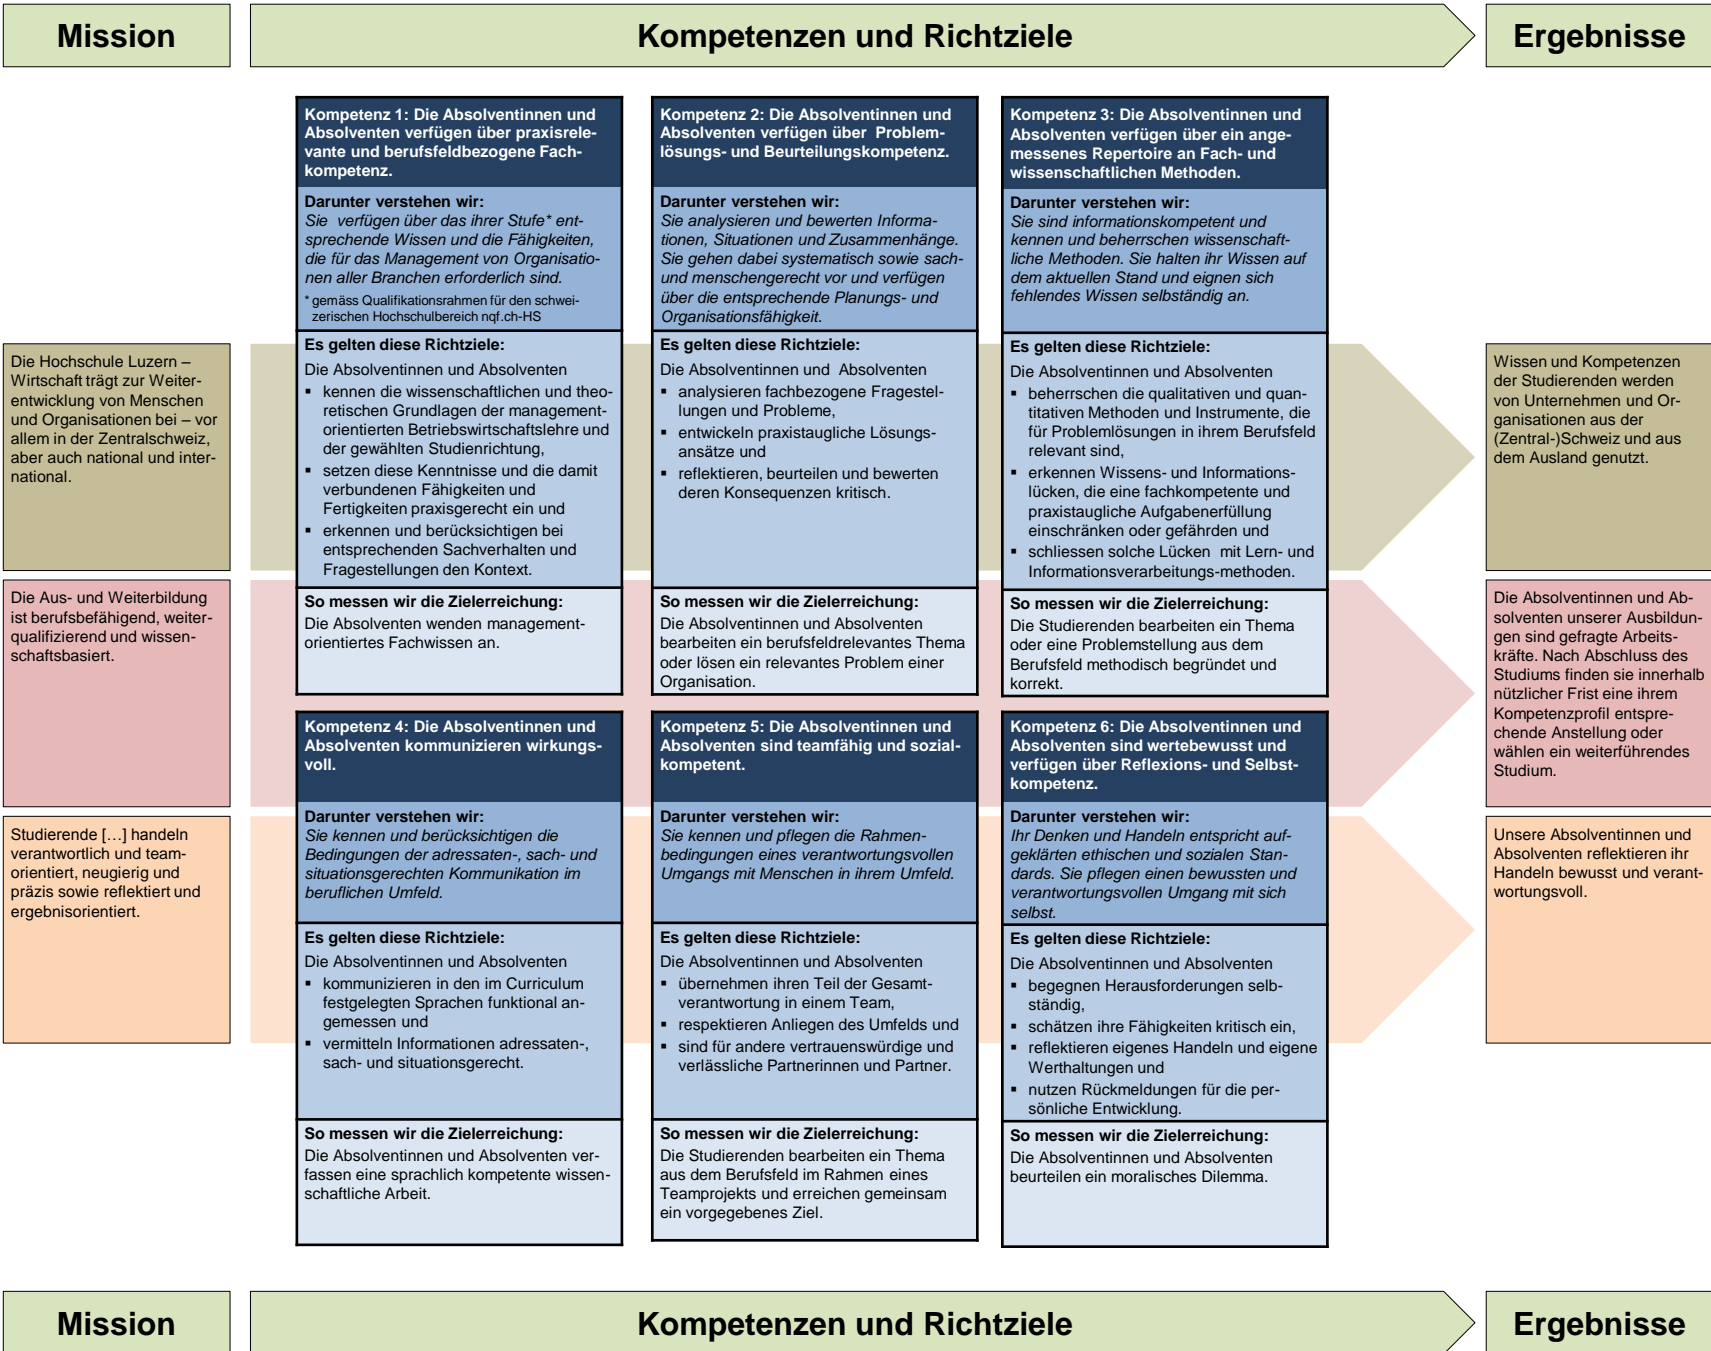 Mission
Kompetenzen und Richtziele
Ergebnisse
Kompetenz 1: Die Absolventinnen und
Absolventen verfügen über praxisrele-
vante und berufsfeldbezogene Fach-
kompetenz.
Darunter verstehen wir:
Sie verfügen über das ihrer Stufe* ent-
sprechende Wissen und die Fähigkeiten,
die für das Management von Organisatio-
nen aller Branchen erforderlich sind.
* gemäss Qualifikationsrahmen für den schwei-
zerischen Hochschulbereich nqf.ch-HS
Es gelten diese Richtziele:
Die Absolventinnen und Absolventen
▪ kennen die wissenschaftlichen und theo-
retischen Grundlagen der management-
orientierten Betriebswirtschaftslehre und
der gewählten Studienrichtung,
▪ setzen diese Kenntnisse und die damit
verbundenen Fähigkeiten und
Fertigkeiten praxisgerecht ein und
▪ erkennen und berücksichtigen bei
entsprechenden Sachverhalten und
Fragestellungen den Kontext.
So messen wir die Zielerreichung:
Die Absolventen wenden management-
orientiertes Fachwissen an.
Kompetenz 2: Die Absolventinnen und
Absolventen verfügen über Problem-
lösungs- und Beurteilungskompetenz.
Darunter verstehen wir:
Sie analysieren und bewerten Informa-
tionen, Situationen und Zusammenhänge.
Sie gehen dabei systematisch sowie sach-
und menschengerecht vor und verfügen
über die entsprechende Planungs- und
Organisationsfähigkeit.
Es gelten diese Richtziele:
Die Absolventinnen und Absolventen
▪ analysieren fachbezogene Fragestel-
lungen und Probleme,
▪ entwickeln praxistaugliche Lösungs-
ansätze und
▪ reflektieren, beurteilen und bewerten
deren Konsequenzen kritisch.
So messen wir die Zielerreichung:
Die Absolventinnen und Absolventen
bearbeiten ein berufsfeldrelevantes Thema
oder lösen ein relevantes Problem einer
Organisation.
Kompetenz 3: Die Absolventinnen und
Absolventen verfügen über ein ange-
messenes Repertoire an Fach- und
wissenschaftlichen Methoden.
Darunter verstehen wir:
Sie sind informationskompetent und
kennen und beherrschen wissenschaft-
liche Methoden. Sie halten ihr Wissen auf
dem aktuellen Stand und eignen sich
fehlendes Wissen selbständig an.
Es gelten diese Richtziele:
Die Absolventinnen und Absolventen
▪ beherrschen die qualitativen und quan-
titativen Methoden und Instrumente, die
für Problemlösungen in ihrem Berufsfeld
relevant sind,
▪ erkennen Wissens- und Informations-
lücken, die eine fachkompetente und
praxistaugliche Aufgabenerfüllung
einschränken oder gefährden und
▪ schliessen solche Lücken mit Lern- und
Informationsverarbeitungs-methoden.
So messen wir die Zielerreichung:
Die Studierenden bearbeiten ein Thema
oder eine Problemstellung aus dem
Berufsfeld methodisch begründet und
korrekt.
Die Hochschule Luzern –
Wirtschaft trägt zur Weiter-
entwicklung von Menschen
und Organisationen bei – vor
allem in der Zentralschweiz,
aber auch national und inter-
national.
Wissen und Kompetenzen
der Studierenden werden
von Unternehmen und Or-
ganisationen aus der
(Zentral-)Schweiz und aus
dem Ausland genutzt.
Die Aus- und Weiterbildung
ist berufsbefähigend, weiter-
qualifizierend und wissen-
schaftsbasiert.
Die Absolventinnen und Ab-
solventen unserer Ausbildun-
gen sind gefragte Arbeits-
kräfte. Nach Abschluss des
Studiums finden sie innerhalb
nützlicher Frist eine ihrem
Kompetenzprofil entspre-
chende Anstellung oder
wählen ein weiterführendes
Studium.
Studierende […] handeln
verantwortlich und team-
orientiert, neugierig und
präzis sowie reflektiert und
ergebnisorientiert.
Unsere Absolventinnen und
Absolventen reflektieren ihr
Handeln bewusst und verant-
wortungsvoll.
Kompetenz 4: Die Absolventinnen und
Absolventen kommunizieren wirkungs-
voll.
Darunter verstehen wir:
Sie kennen und berücksichtigen die
Bedingungen der adressaten-, sach- und
situationsgerechten Kommunikation im
beruflichen Umfeld.
Es gelten diese Richtziele:
Die Absolventinnen und Absolventen
▪ kommunizieren in den im Curriculum
festgelegten Sprachen funktional an-
gemessen und
▪ vermitteln Informationen adressaten-,
sach- und situationsgerecht.
So messen wir die Zielerreichung:
Die Absolventinnen und Absolventen ver-
fassen eine sprachlich kompetente wissen-
schaftliche Arbeit.
Kompetenz 5: Die Absolventinnen und
Absolventen sind teamfähig und sozial-
kompetent.
Darunter verstehen wir:
Sie kennen und pflegen die Rahmen-
bedingungen eines verantwortungsvollen
Umgangs mit Menschen in ihrem Umfeld.
Es gelten diese Richtziele:
Die Absolventinnen und Absolventen
▪ übernehmen ihren Teil der Gesamt-
verantwortung in einem Team,
▪ respektieren Anliegen des Umfelds und
▪ sind für andere vertrauenswürdige und
verlässliche Partnerinnen und Partner.
So messen wir die Zielerreichung:
Die Studierenden bearbeiten ein Thema
aus dem Berufsfeld im Rahmen eines
Teamprojekts und erreichen gemeinsam
ein vorgegebenes Ziel.
Kompetenz 6: Die Absolventinnen und
Absolventen sind wertebewusst und
verfügen über Reflexions- und Selbst-
kompetenz.
Darunter verstehen wir:
Ihr Denken und Handeln entspricht auf-
geklärten ethischen und sozialen Stan-
dards. Sie pflegen einen bewussten und
verantwortungsvollen Umgang mit sich
selbst.
Es gelten diese Richtziele:
Die Absolventinnen und Absolventen
▪ begegnen Herausforderungen selb-
ständig,
▪ schätzen ihre Fähigkeiten kritisch ein,
▪ reflektieren eigenes Handeln und eigene
Werthaltungen und
▪ nutzen Rückmeldungen für die per-
sönliche Entwicklung.
So messen wir die Zielerreichung:
Die Absolventinnen und Absolventen
beurteilen ein moralisches Dilemma.
Mission
Kompetenzen und Richtziele
Ergebnisse